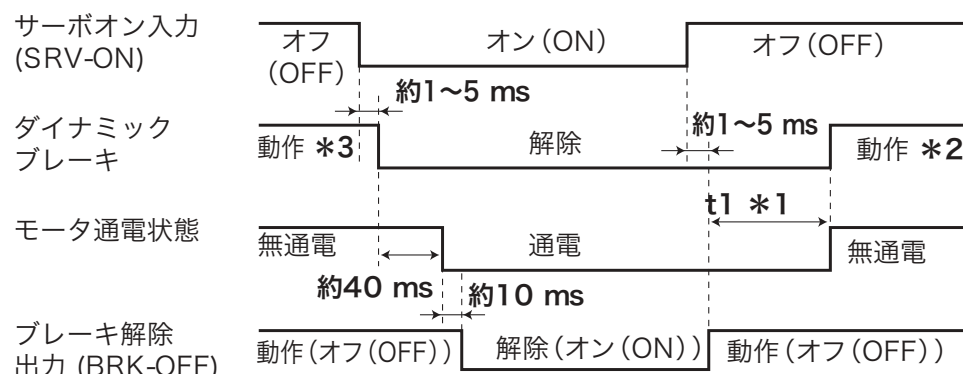 サーボオン入力
(SRV-ON)
オフ
(OFF)
オン(ON)
オフ(OFF)
約1～5 ms
ダイナミック
ブレーキ
動作 *3
解除
約1～5 ms
動作 *2
t1 *1
モータ通電状態
無通電
通電
無通電
約40 ms
約10 ms
ブレーキ解除
出力 (BRK-OFF)
動作(オフ(OFF))
解除(オン(ON))
動作(オフ(OFF))